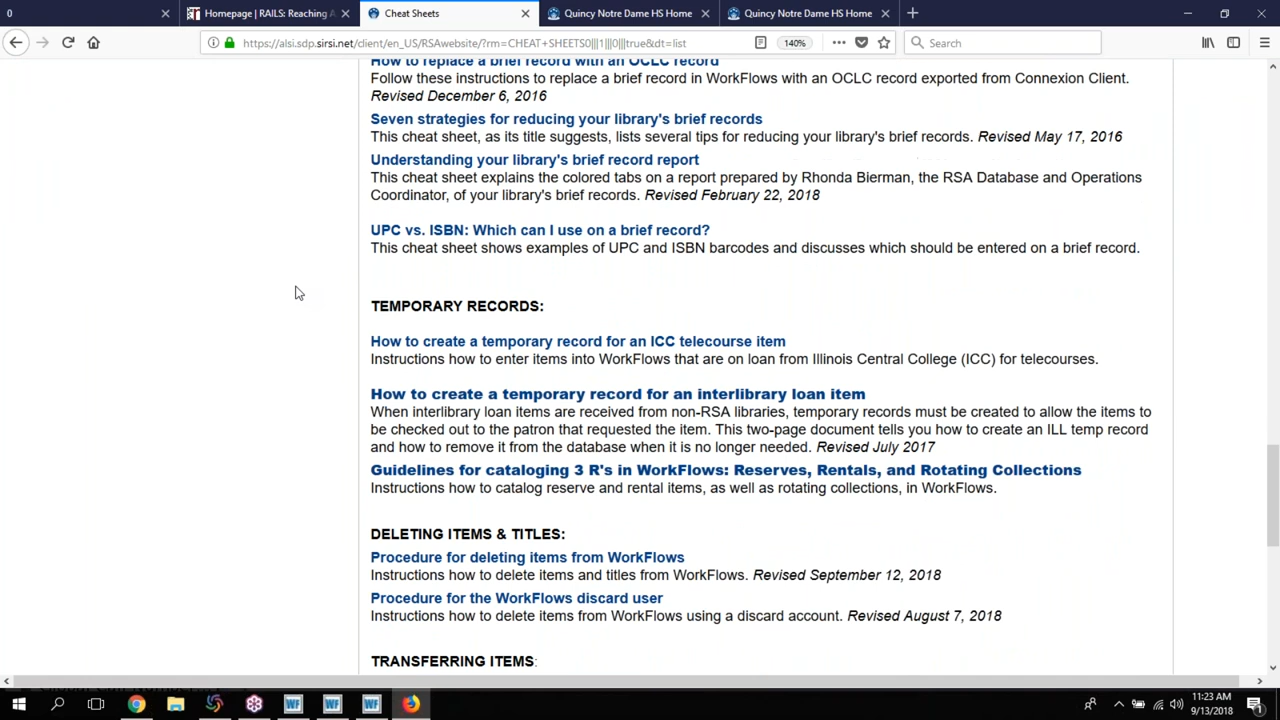 0
Homepage | RAILS: Reaching A
Cheat Sheets
Quincy Notre Dame HS Home
Quincy Notre Dame HS Home
https://alsi.sdp.sirsi.net/client/en_US/RSAwebsite/?rm=CHEAT+SHEETS0|||1|||0|||true&dt=list
140%
Search
How to replace a brief record with an OCLC record
Follow these instructions to replace a brief record in WorkFlows with an OCLC record exported from Connexion Client.
Revised December 6, 2016
Seven strategies for reducing your library's brief records
This cheat sheet, as its title suggests, lists several tips for reducing your library's brief records. Revised May 17, 2016
Understanding your library's brief record report
This cheat sheet explains the colored tabs on a report prepared by Rhonda Bierman, the RSA Database and Operations
Coordinator, of your library's brief records. Revised February 22, 2018
UPC vs. ISBN: Which can I use on a brief record?
This cheat sheet shows examples of UPC and ISBN barcodes and discusses which should be entered on a brief record.
TEMPORARY RECORDS:
How to create a temporary record for an ICC telecourse item
Instructions how to enter items into WorkFlows that are on loan from Illinois Central College (ICC) for telecourses.
How to create a temporary record for an interlibrary loan item
When interlibrary loan items are received from non-RSA libraries, temporary records must be created to allow the items to
be checked out to the patron that requested the item. This two-page document tells you how to create an ILL temp record
and how to remove it from the database when it is no longer needed. Revised July 2017
Guidelines for cataloging 3 R's in WorkFlows: Reserves, Rentals, and Rotating Collections
Instructions how to catalog reserve and rental items, as well as rotating collections, in WorkFlows.
DELETING ITEMS & TITLES:
Procedure for deleting items from WorkFlows
Instructions how to delete items and titles from WorkFlows. Revised September 12, 2018
Procedure for the WorkFlows discard user
Instructions how to delete items from WorkFlows using a discard account. Revised August 7, 2018
TRANSFERRING ITEMS:
WF
WF
WF
11:23 AM
9/13/2018
1